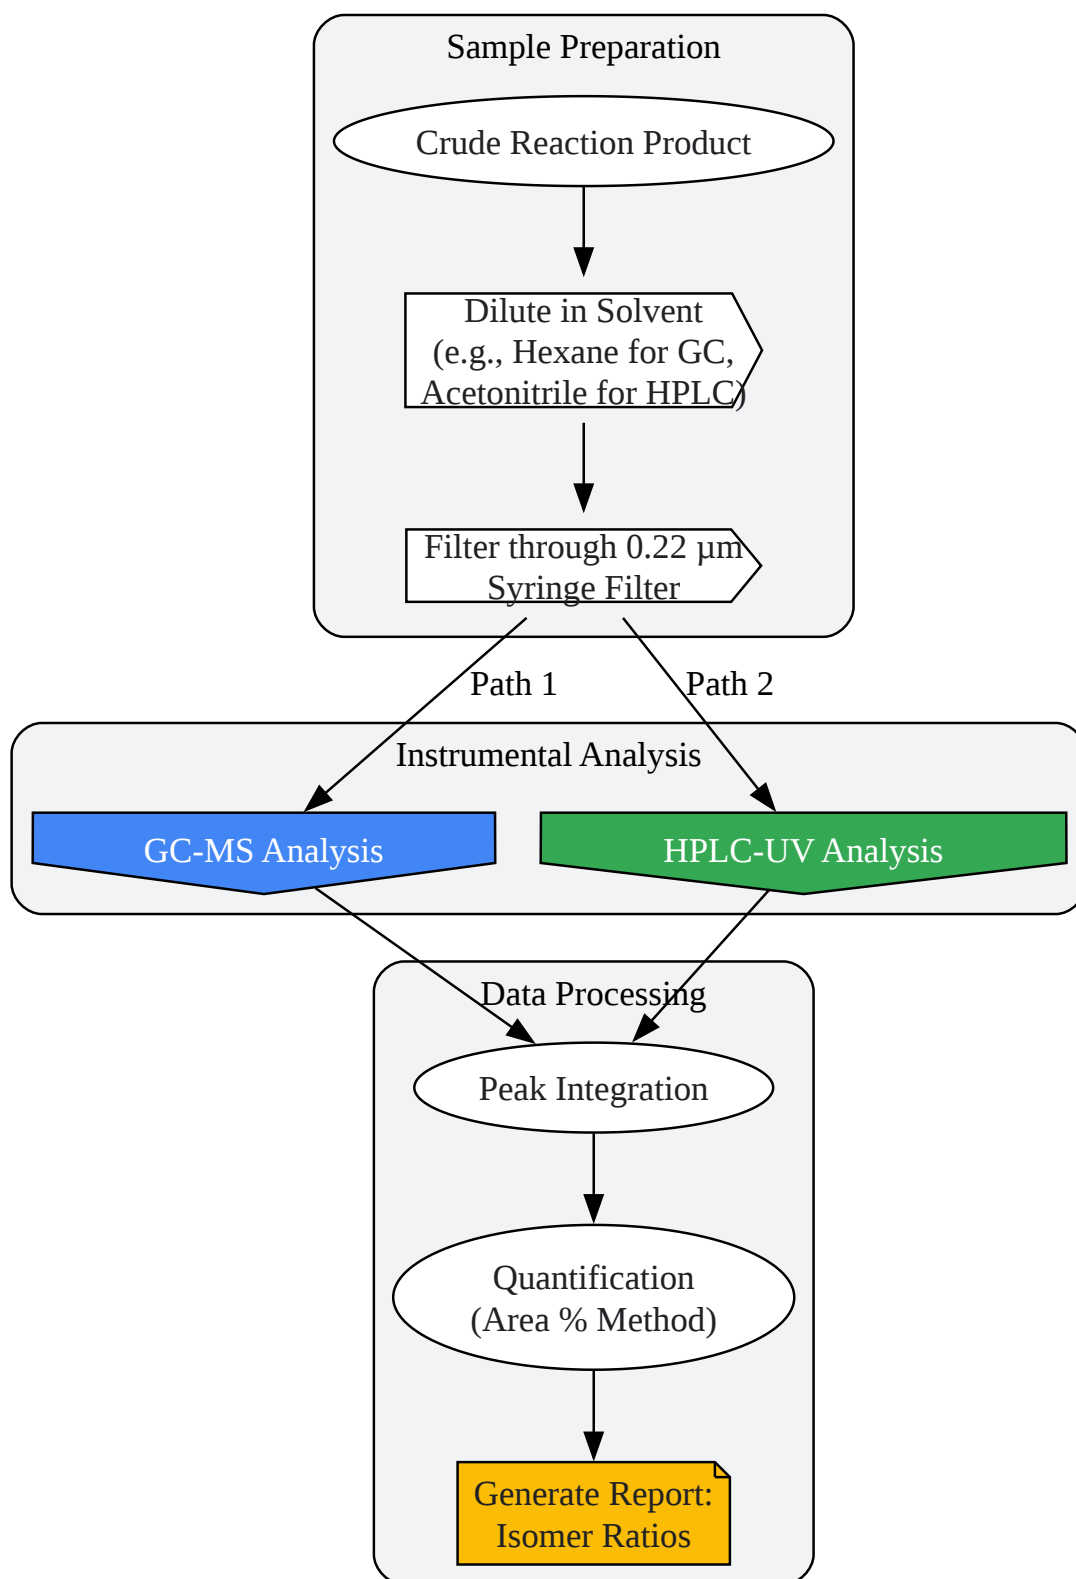 Sample Preparation
Crude Reaction Product
Dilute in Solvent
(e.g., Hexane for GC,
Acetonitrile for HPLC)
Filter through 0.22 µm
Syringe Filter
Path 1
Path 2
Instrumental Analysis
GC-MS Analysis
HPLC-UV Analysis
Data Processing
Peak Integration
Quantification
(Area % Method)
Generate Report:
Isomer Ratios